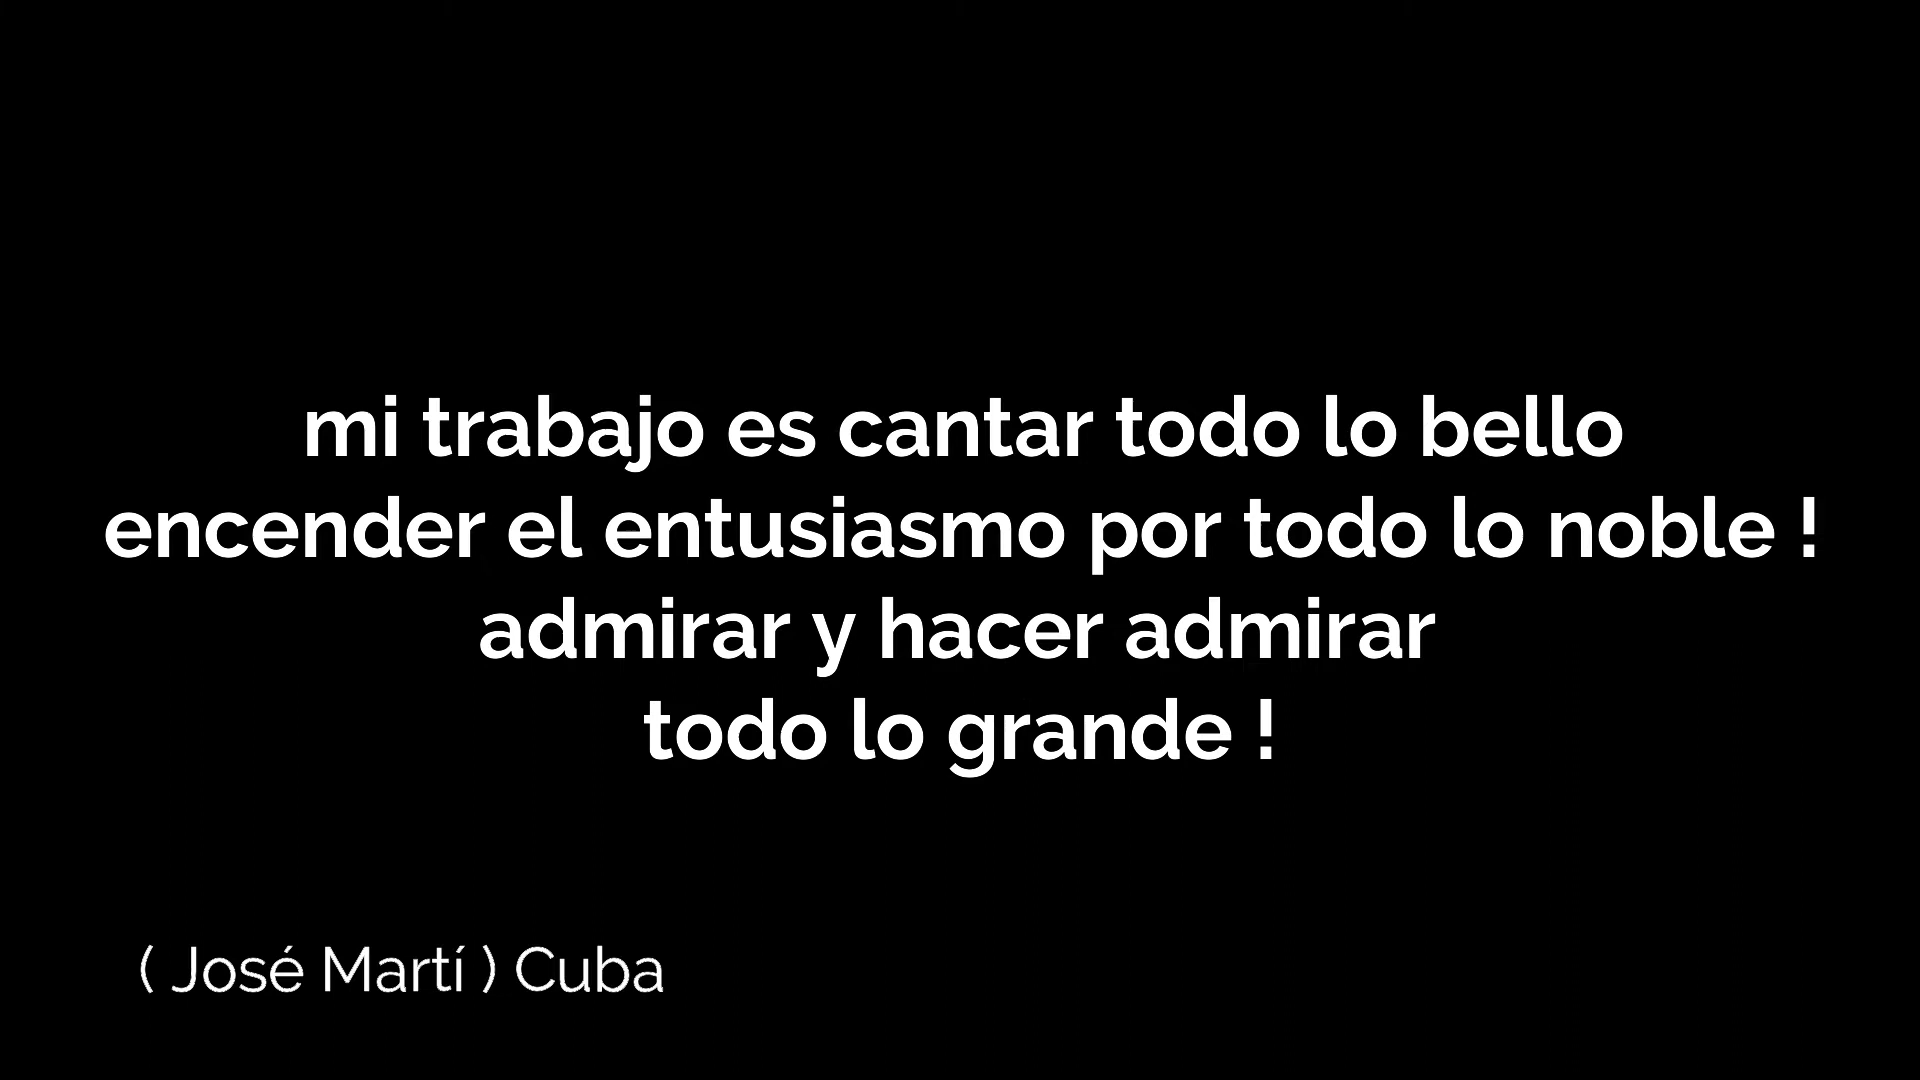 mi trabajo es cantar todo lo bello
encender el entusiasmo por todo lo noble !
admirar y hacer admirar
todo lo grande !
( José Martí ) Cuba